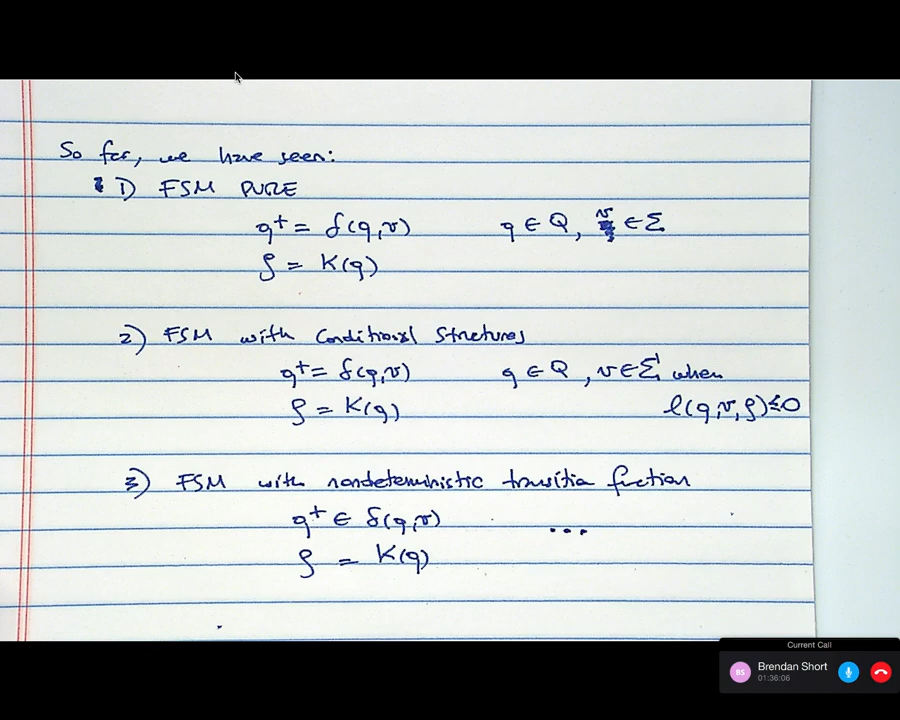 So far, we have seen:
1) FSM PURE
q⁺ = δ(q,v) q ∈ Q, v ∈ Σ
ζ = K(q)
2) FSM with Conditional Structures
q⁺ = δ(q,v) q ∈ Q, v ∈ Σ when
ζ = K(q) ℓ(q,v,ζ) ≤ 0
3) FSM with nondeterministic transition function
q⁺ ∈ δ(q,v) ...
ζ = K(q)
Current Call
BS Brendan Short
01:36:06